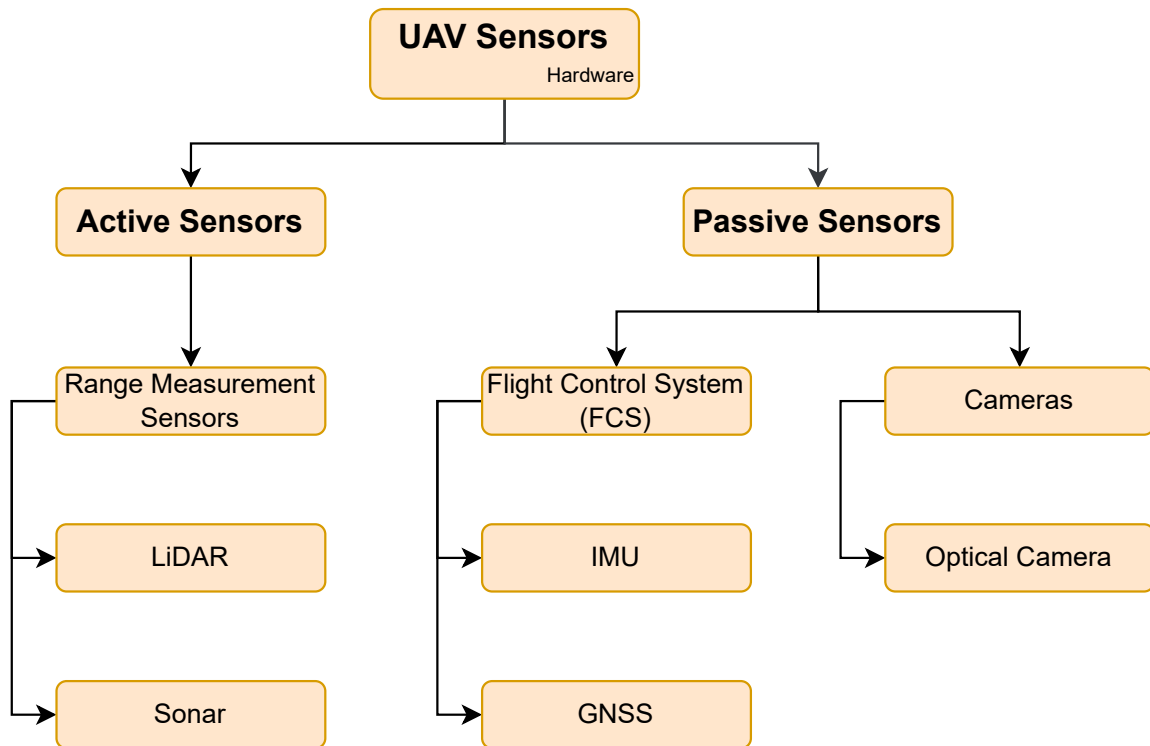 UAV Sensors
Hardware
Active Sensors
Passive Sensors
Range Measurement
Sensors
Flight Control System
(FCS)
Cameras
LiDAR
IMU
Optical Camera
Sonar
GNSS